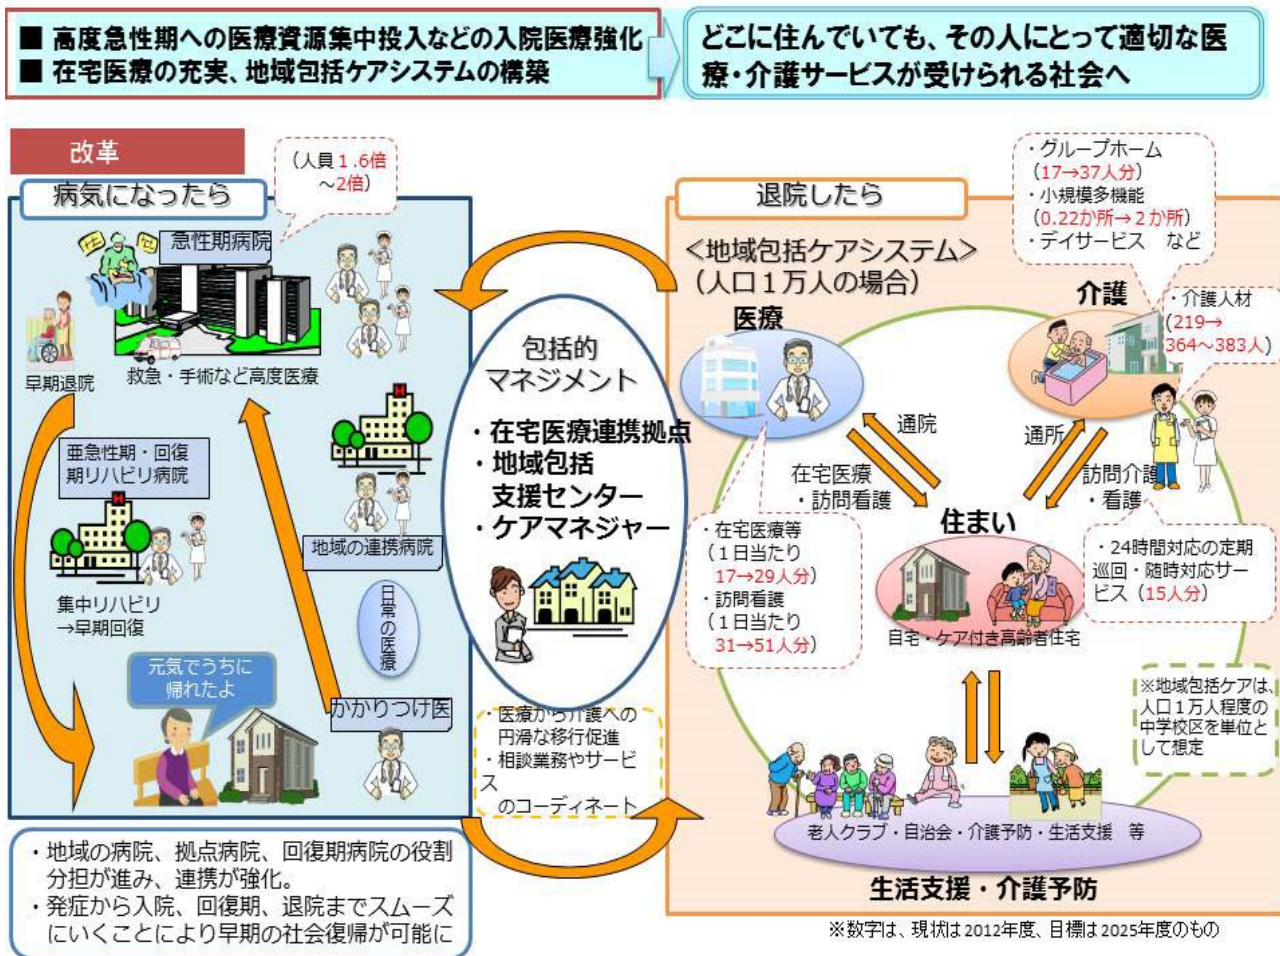 ■ 高度急性期への医療資源集中投入などの入院医療強化
■ 在宅医療の充実、地域包括ケアシステムの構築
どこに住んでいても、その人にとって適切な医
療・介護サービスが受けられる社会へ
改革
病気になったら
(人員1.6倍
~2倍)
急性期病院
早期退院
救急・手術など高度医療
亜急性期・回復
期リハビリ病院
地域の連携病院
集中リハビリ
→早期回復
日常の医療
元気でうちに
帰れたよ
かかりつけ医
・地域の病院、拠点病院、回復期病院の役割
分担が進み、連携が強化。
・発症から入院、回復期、退院までスムーズ
にいくことにより早期の社会復帰が可能に
包括的
マネジメント
・在宅医療連携拠点
・地域包括
支援センター
・ケアマネジャー
・医療から介護への
円滑な移行促進
・相談業務やサービ
ス
のコーディネート
退院したら
<地域包括ケアシステム>
(人口1万人の場合)
・グループホーム
(17→37人分)
・小規模多機能
(0.22か所→2か所)
・デイサービス など
医療
介護
・介護人材
(219→
364~383人)
通院
通所
在宅医療
・訪問看護
訪問介護
・看護
住まい
・在宅医療等
(1日当たり
17→29人分)
・訪問看護
(1日当たり
31→51人分)
・24時間対応の定期
巡回・随時対応サー
ビス(15人分)
自宅・ケア付き高齢者住宅
※地域包括ケアは、
人口1万人程度の
中学校区を単位と
して想定
老人クラブ・自治会・介護予防・生活支援 等
生活支援・介護予防
※数字は、現状は2012年度、目標は2025年度のもの